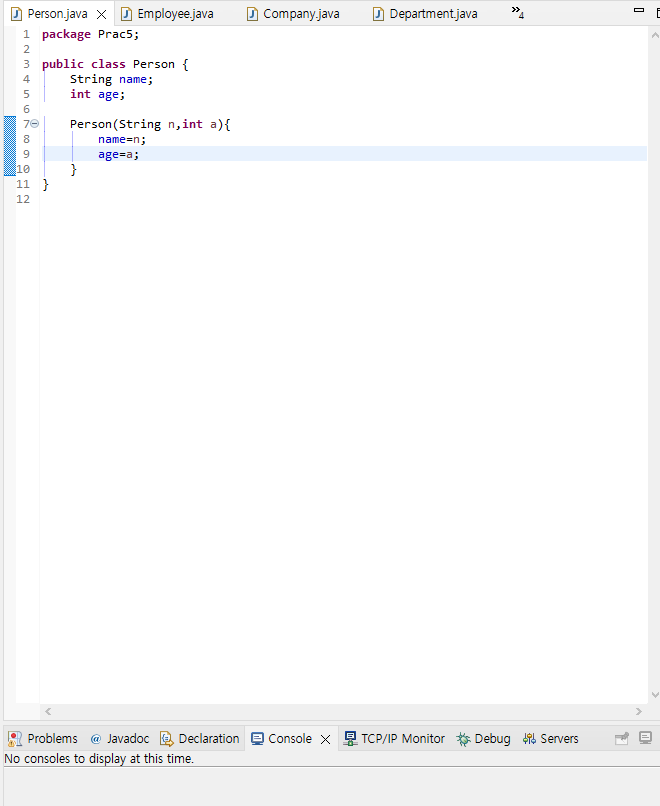 Person.java Employee.java Company.java Department.java »4
1 package Prac5;
2
3 public class Person {
4 String name;
5 int age;
6
7 Person(String n,int a){
8 name=n;
9 age=a;
10 }
11 }
12
Problems @ Javadoc Declaration Console TCP/IP Monitor Debug Servers
No consoles to display at this time.